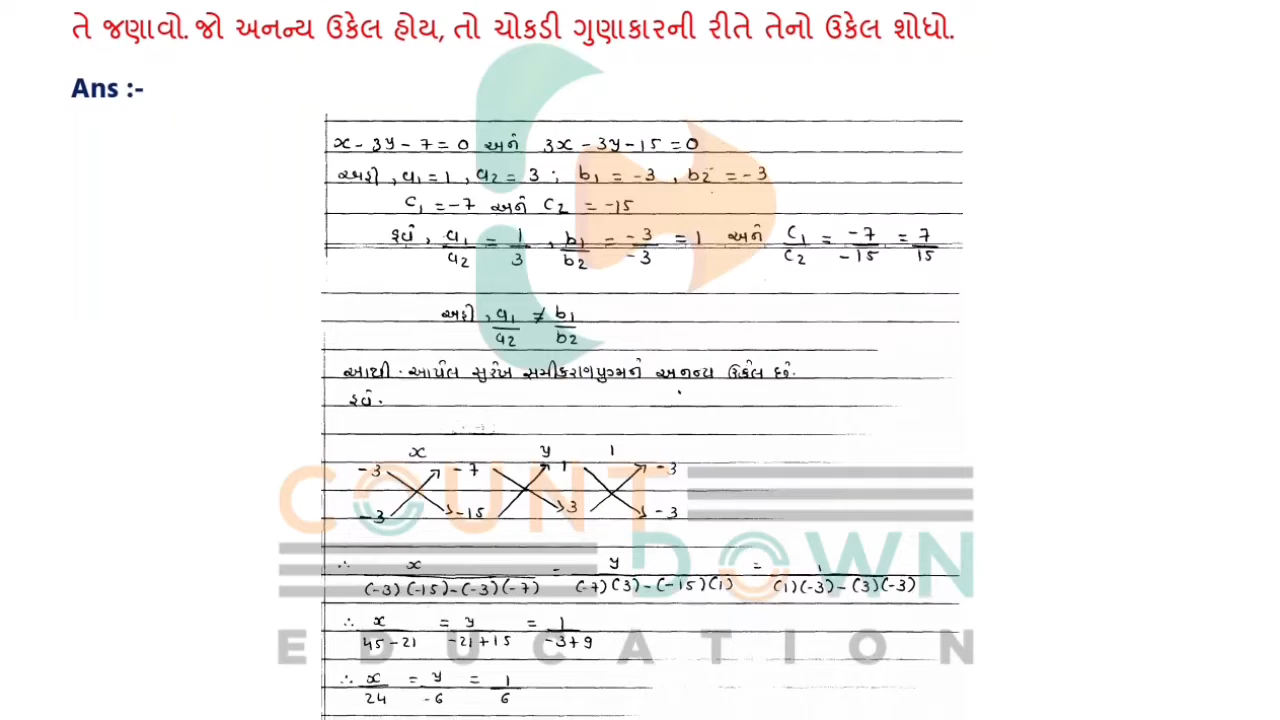 તે જણાવો. જો અનન્ય ઉકેલ હોય, તો ચોકડી ગુણાકારની રીતે તેનો ઉકેલ શોધો.
Ans :-
x - 3y - 7 = 0 અને 3x - 3y - 15 = 0
અહીં, a₁ = 1, a₂ = 3; b₁ = -3, b₂ = -3
c₁ = -7 અને c₂ = -15
હવે, a₁/a₂ = 1/3, b₁/b₂ = -3/-3 = 1 અને c₁/c₂ = -7/-15 = 7/15
અહીં, a₁/a₂ ≠ b₁/b₂
આથી આપેલ સુરેખ સમીકરણયુગ્મને અનન્ય ઉકેલ છે.
હવે.
x y 1
-3 -7 1 -3
-3 -15 3 -3
∴ x/(-3)(-15)-(-3)(-7) = y/(-7)(3)-(-15)(1) = 1/(1)(-3)-(3)(-3)
∴ x/45-21 = y/-21+15 = 1/-3+9
∴ x/24 = y/-6 = 1/6
COUNT
DOWN
EDUCATION